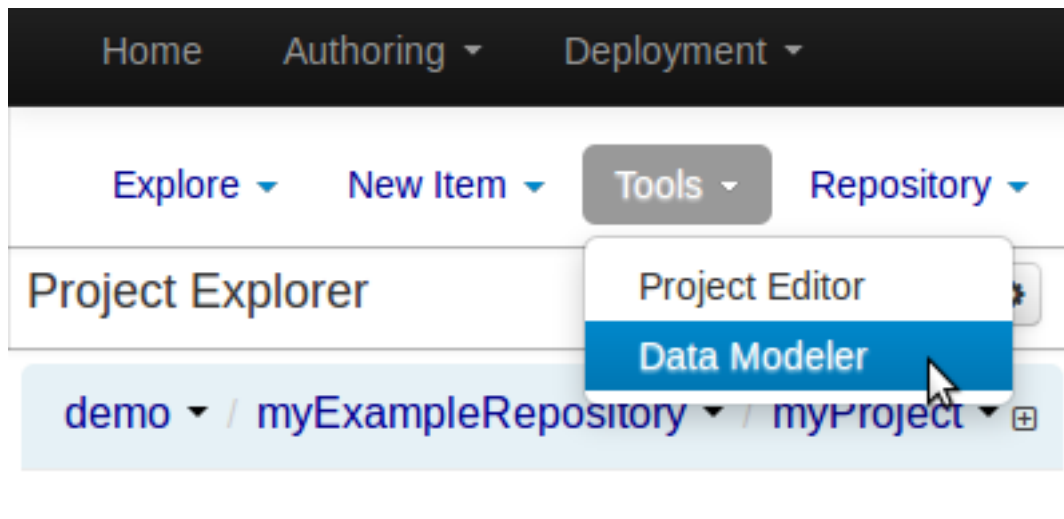 Home Authoring Deployment
Explore New Item Tools Repository
Project Explorer
Project Editor
Data Modeler
demo / myExampleRepository / myProject